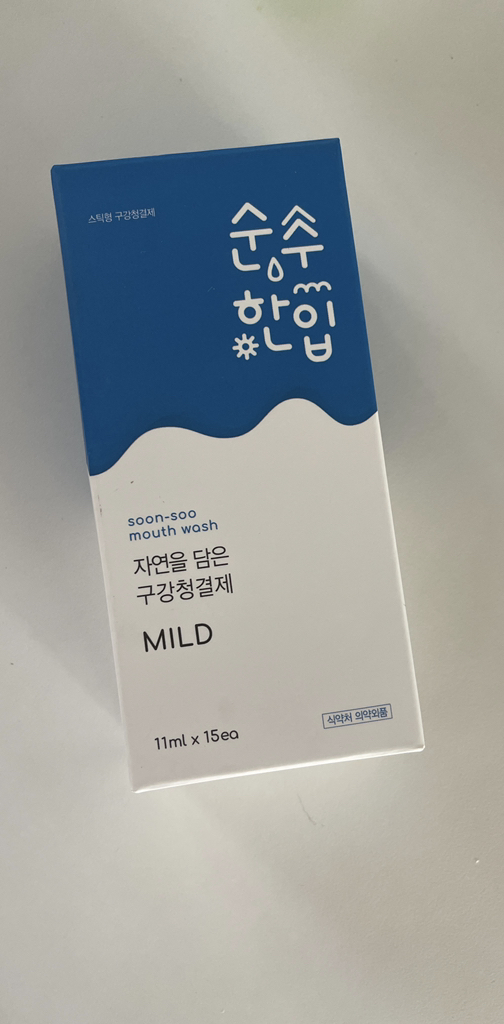 스틱형 구강청결제
순수
한입
soon-soo
mouth wash
자연을 담은
구강청결제
MILD
11ml x 15ea
식약처 의약외품